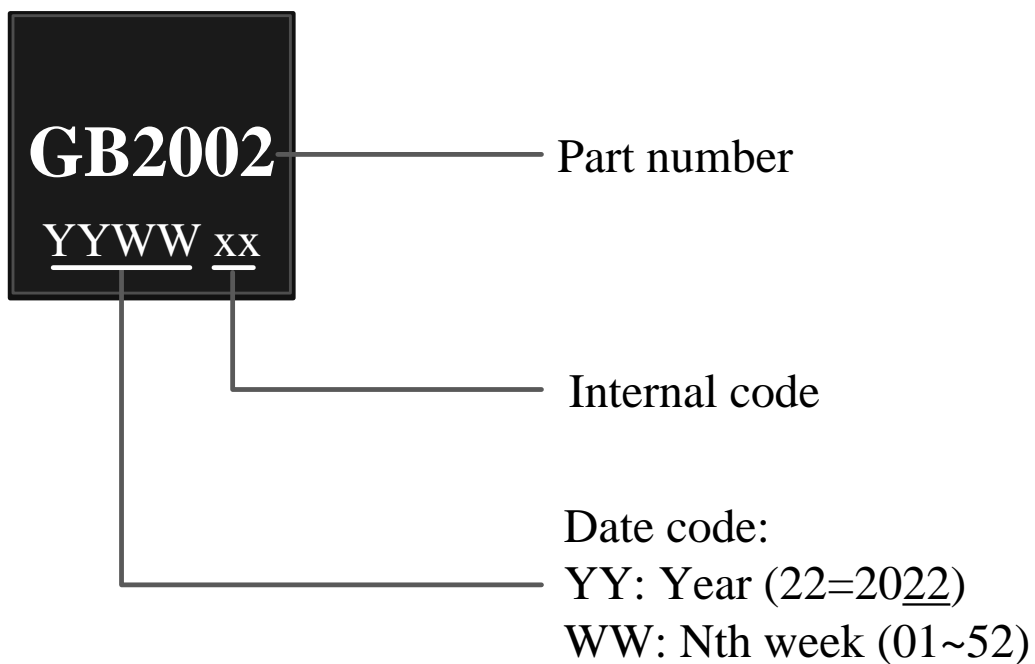 GB2002
Part number
YYWW xx
Internal code
Date code:
YY: Year (22=2022)
WW: Nth week (01~52)